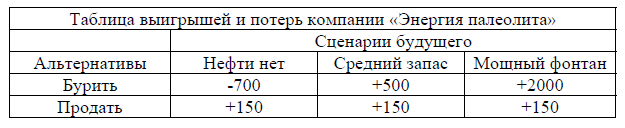 Таблица выигрышей и потерь компании «Энергия палеолита»
Сценарии будущего
Альтернативы Нефти нет Средний запас Мощный фонтан
Бурить -700 +500 +2000
Продать +150 +150 +150